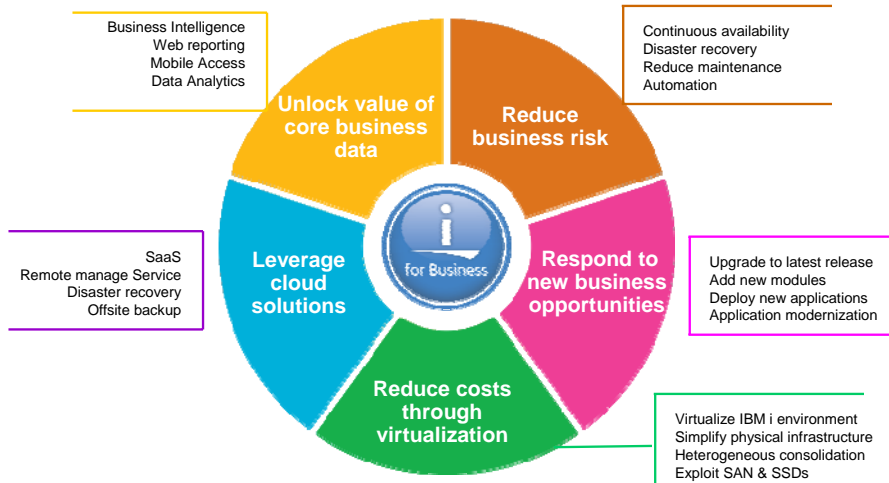 Business Intelligence
Web reporting
Mobile Access
Data Analytics
Continuous availability
Disaster recovery
Reduce maintenance
Automation
Unlock value of
core business
data
Reduce
business risk
SaaS
Remote manage Service
Disaster recovery
Offsite backup
Leverage
cloud
solutions
i
for Business
Respond to
new business
opportunities
Upgrade to latest release
Add new modules
Deploy new applications
Application modernization
Reduce costs
through
virtualization
Virtualize IBM i environment
Simplify physical infrastructure
Heterogeneous consolidation
Exploit SAN & SSDs